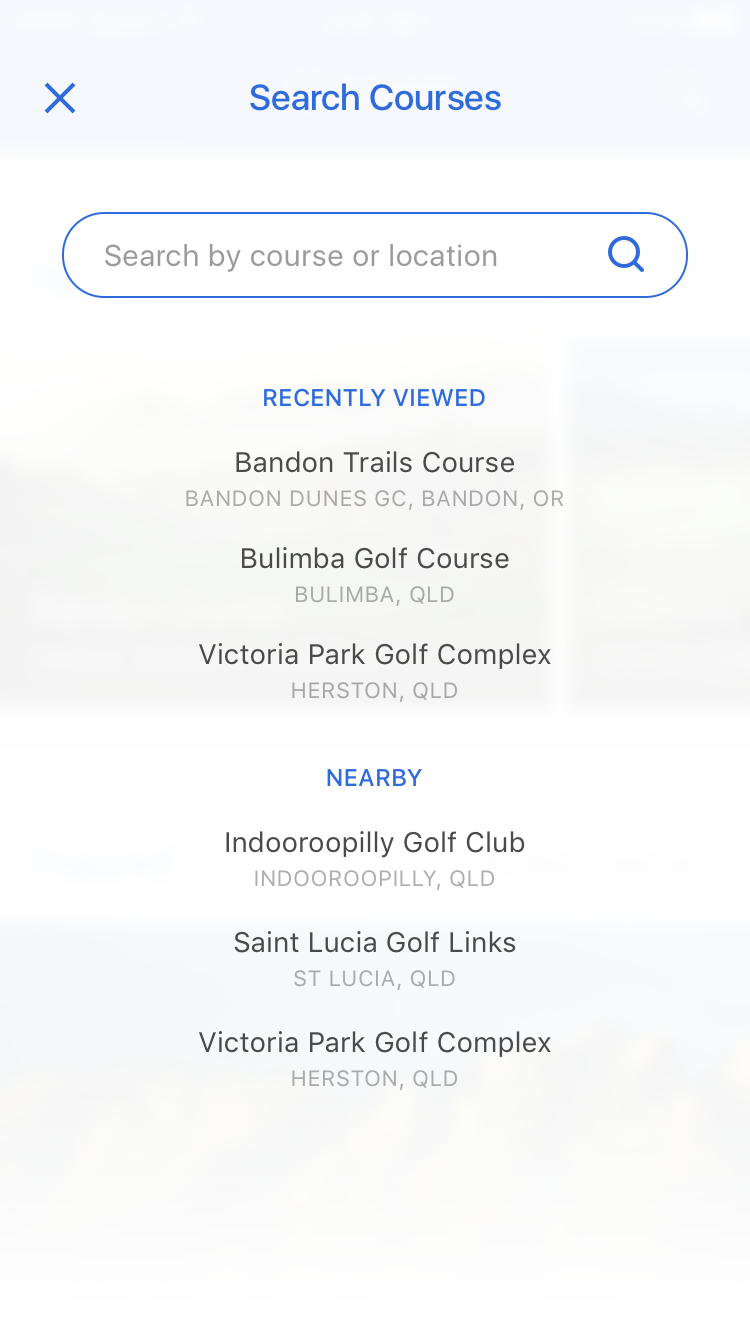 Search Courses
Search by course or location
RECENTLY VIEWED
Bandon Trails Course
BANDON DUNES GC, BANDON, OR
Bulimba Golf Course
BULIMBA, QLD
Victoria Park Golf Complex
HERSTON, QLD
NEARBY
Indooroopilly Golf Club
INDOOROOPILLY, QLD
Saint Lucia Golf Links
ST LUCIA, QLD
Victoria Park Golf Complex
HERSTON, QLD